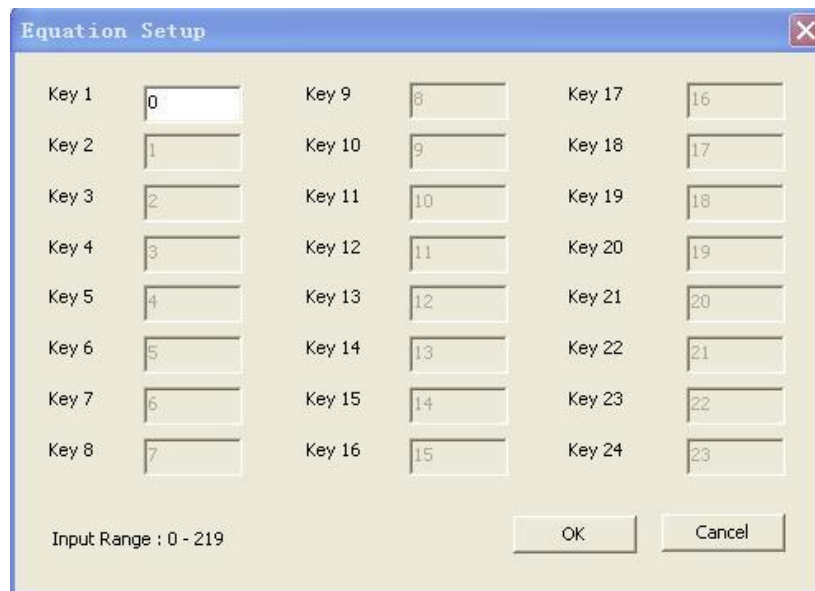 Equation Setup
Key 1 0 Key 9 8 Key 17 16
Key 2 1 Key 10 9 Key 18 17
Key 3 2 Key 11 10 Key 19 18
Key 4 3 Key 12 11 Key 20 19
Key 5 4 Key 13 12 Key 21 20
Key 6 5 Key 14 13 Key 22 21
Key 7 6 Key 15 14 Key 23 22
Key 8 7 Key 16 15 Key 24 23
Input Range : 0 - 219 OK Cancel